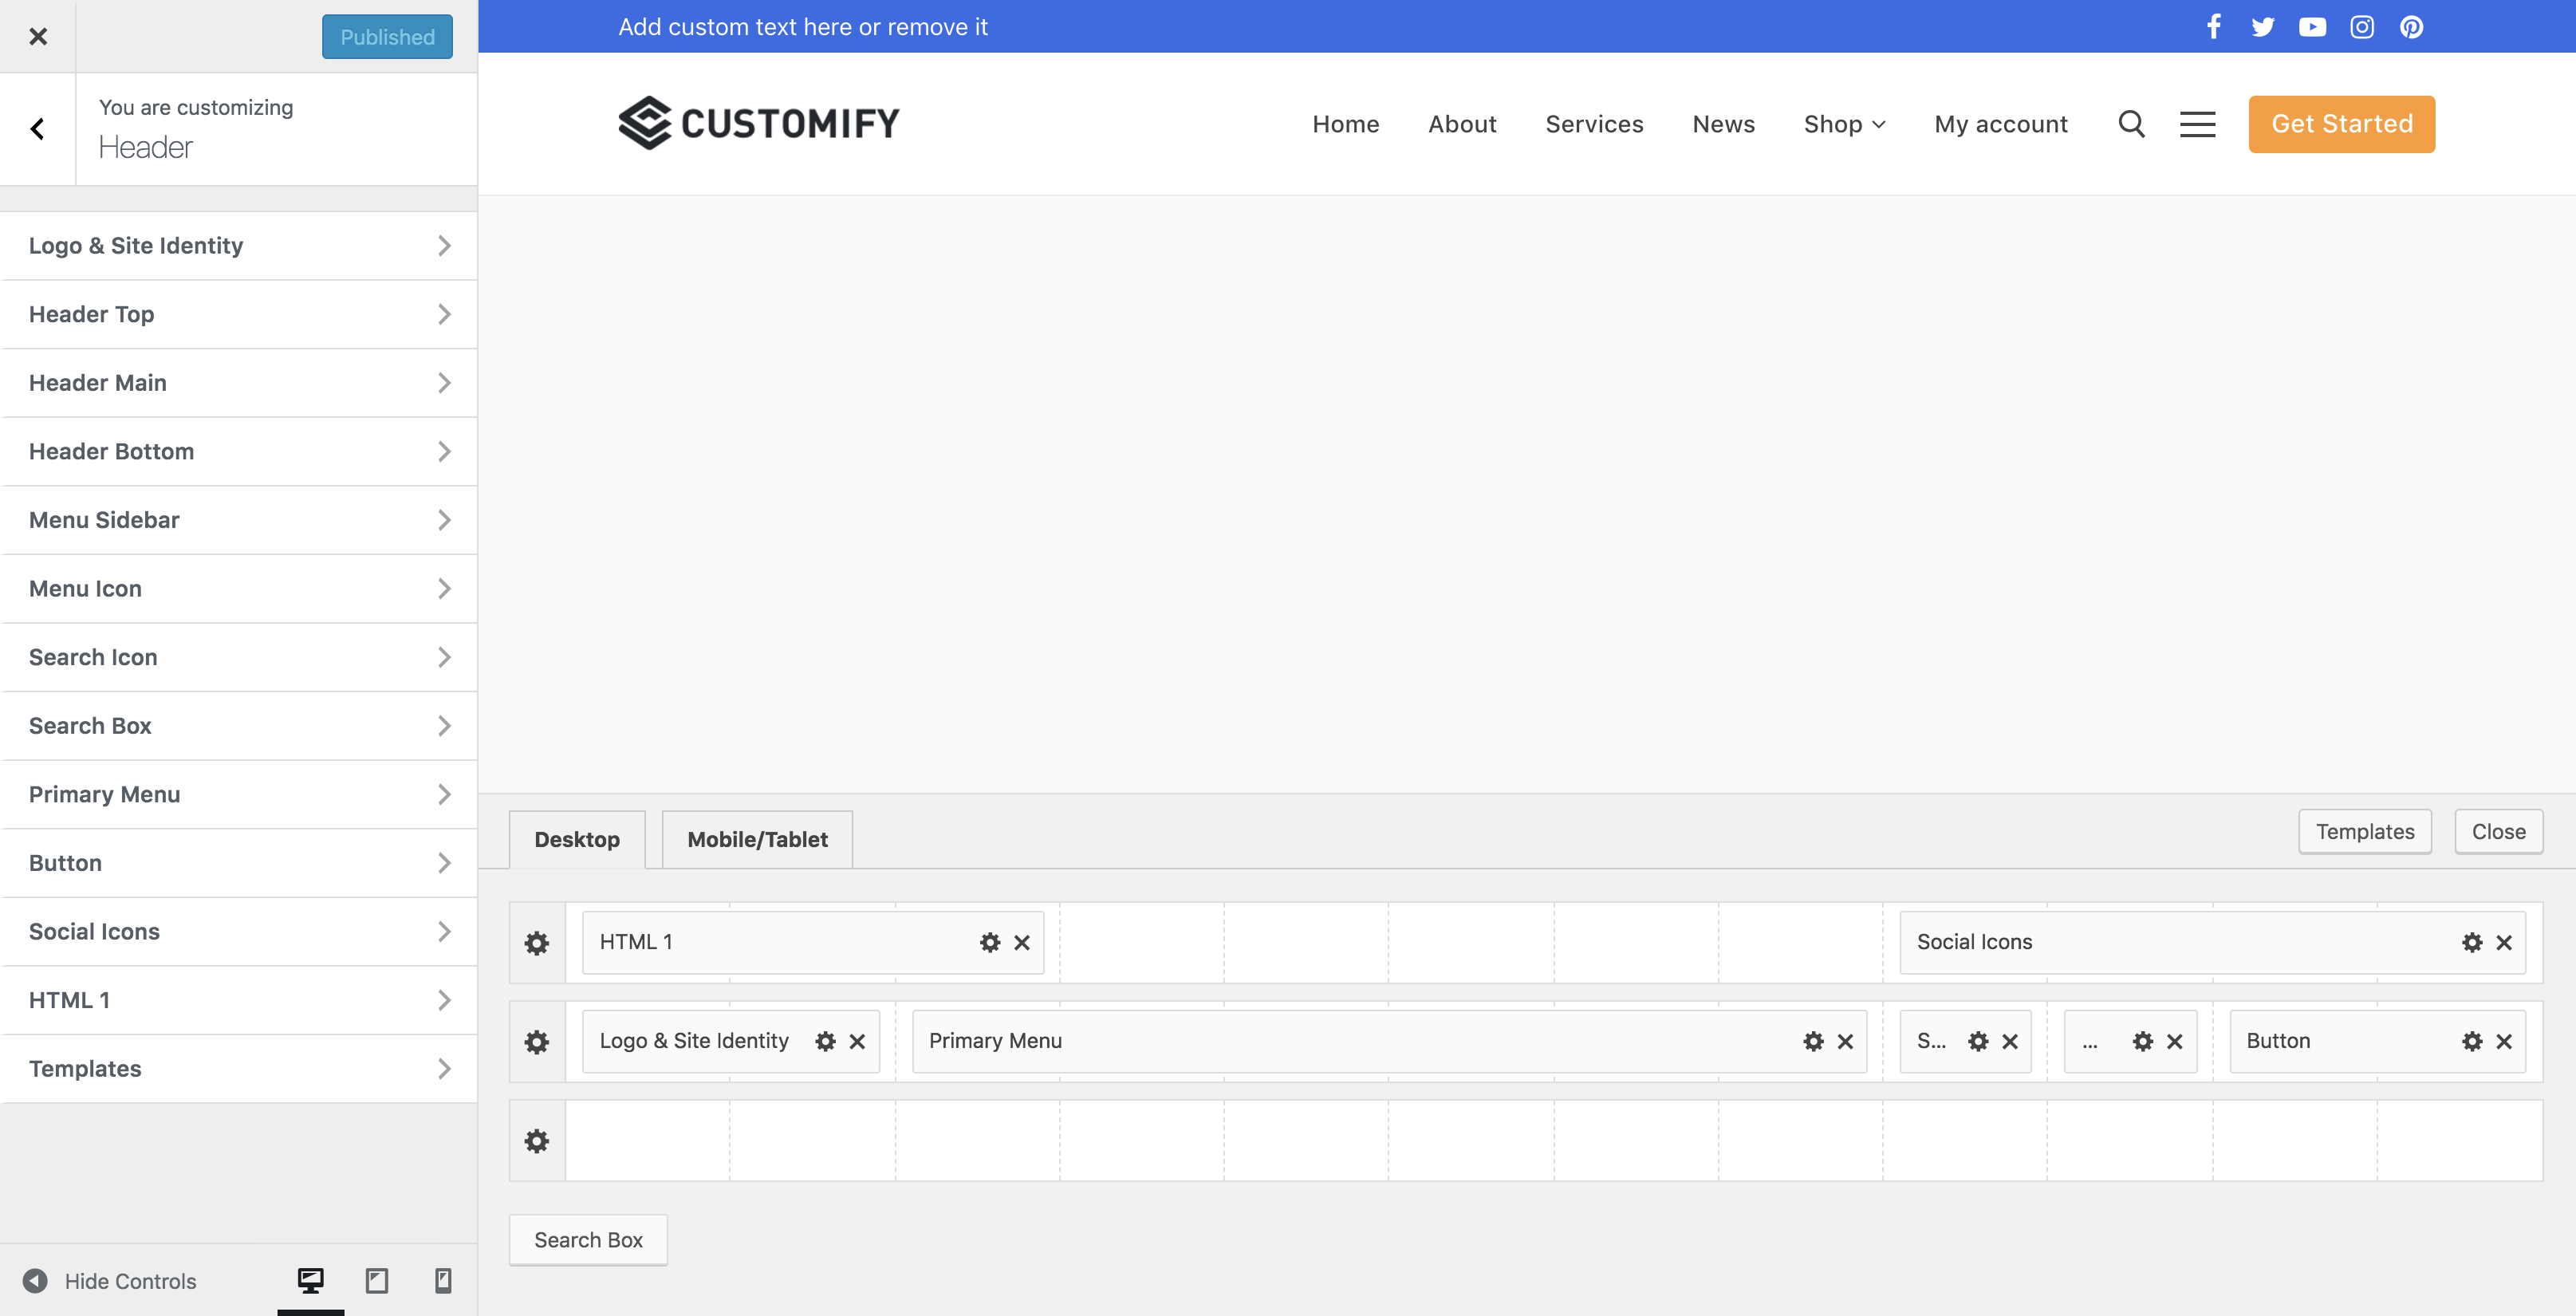 Published
You are customizing
Header
Logo & Site Identity
Header Top
Header Main
Header Bottom
Menu Sidebar
Menu Icon
Search Icon
Search Box
Primary Menu
Button
Social Icons
HTML 1
Templates
Hide Controls
Add custom text here or remove it
CUSTOMIFY
Home About Services News Shop My account Get Started
Desktop Mobile/Tablet Templates Close
HTML 1 Social Icons
Logo & Site Identity Primary Menu S... ... Button
Search Box